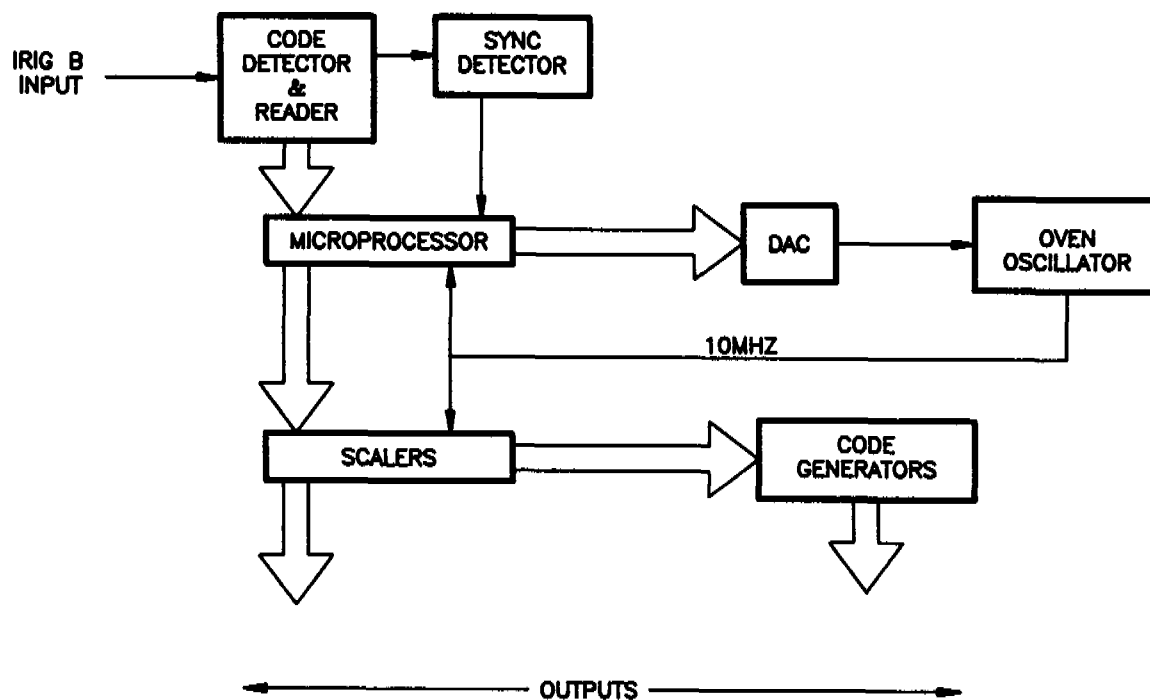 IRIG B
INPUT
CODE
DETECTOR
&
READER
SYNC
DETECTOR
MICROPROCESSOR
DAC
OVEN
OSCILLATOR
10MHZ
SCALERS
CODE
GENERATORS
OUTPUTS